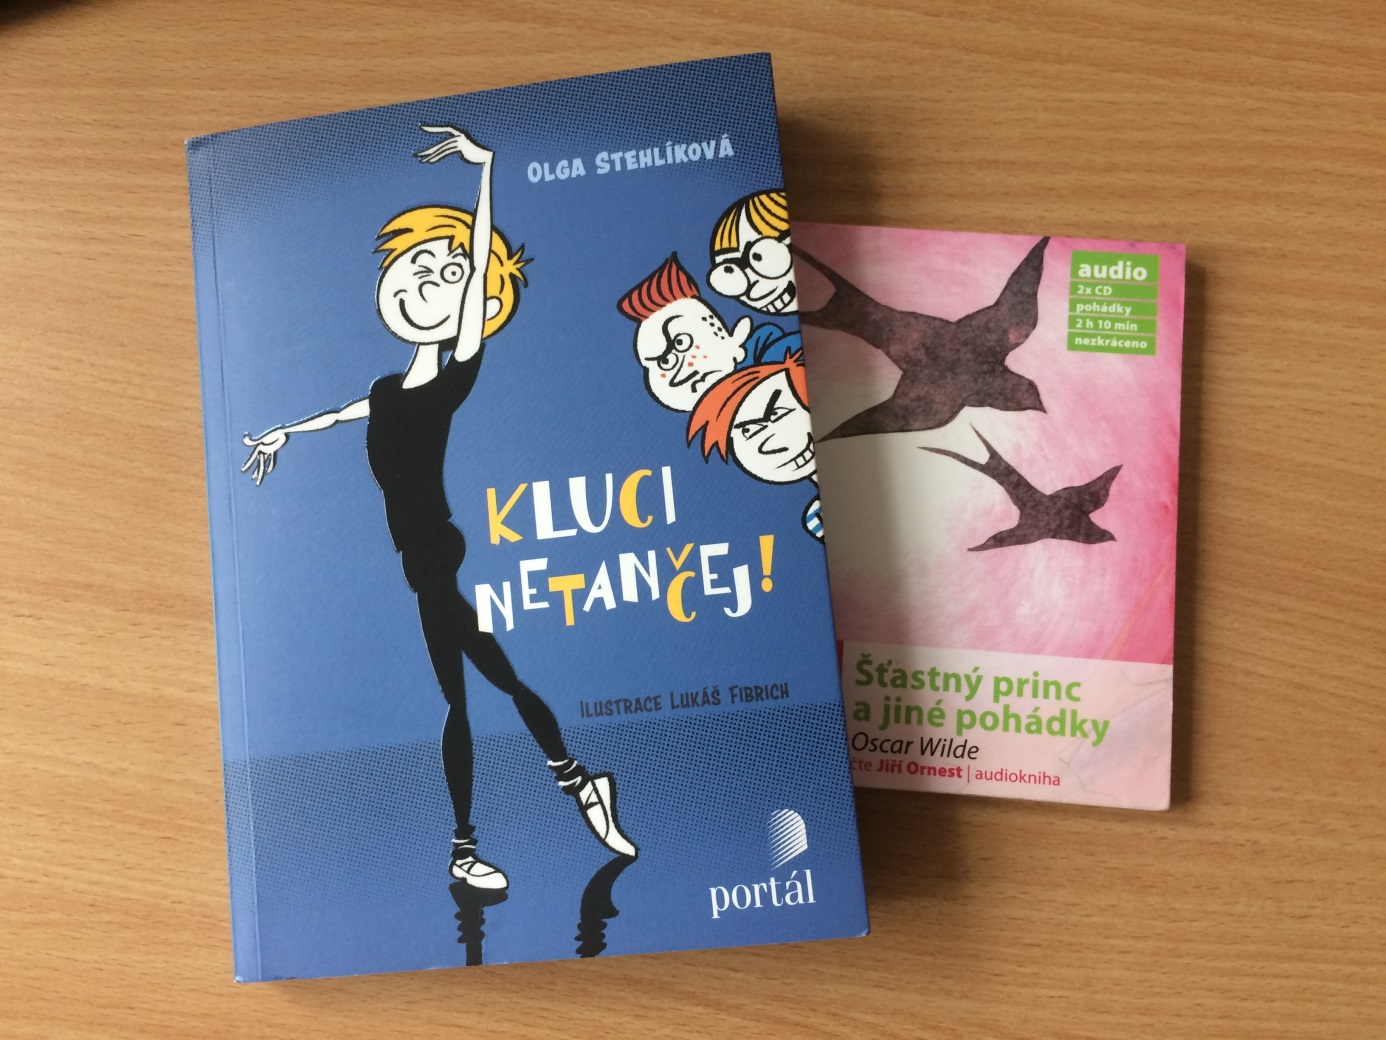 OLGA STEHLÍKOVÁ
KLUCI
NETANČEJ!
ILUSTRACE LUKÁŠ FIBRICH
portál
audio
2x CD
pohádky
2 h 10 min
nezkráceno
Šťastný princ
a jiné pohádky
Oscar Wilde
čte Jiří Ornest | audiokniha